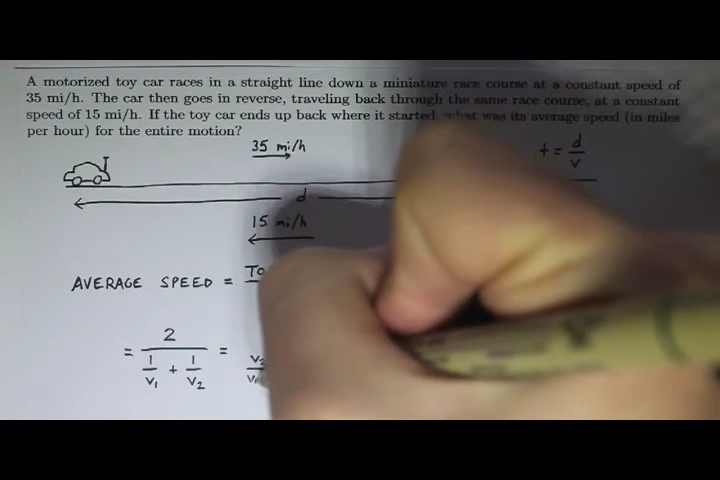 A motorized toy car races in a straight line down a miniature race course at a constant speed of
35 mi/h. The car then goes in reverse, traveling back through the same race course, at a constant
speed of 15 mi/h. If the toy car ends up back where it started, what was its average speed (in miles
per hour) for the entire motion?
35 mi/h
t = d/v
d
15 mi/h
AVERAGE SPEED =
= 2 / (1/v₁ + 1/v₂) =